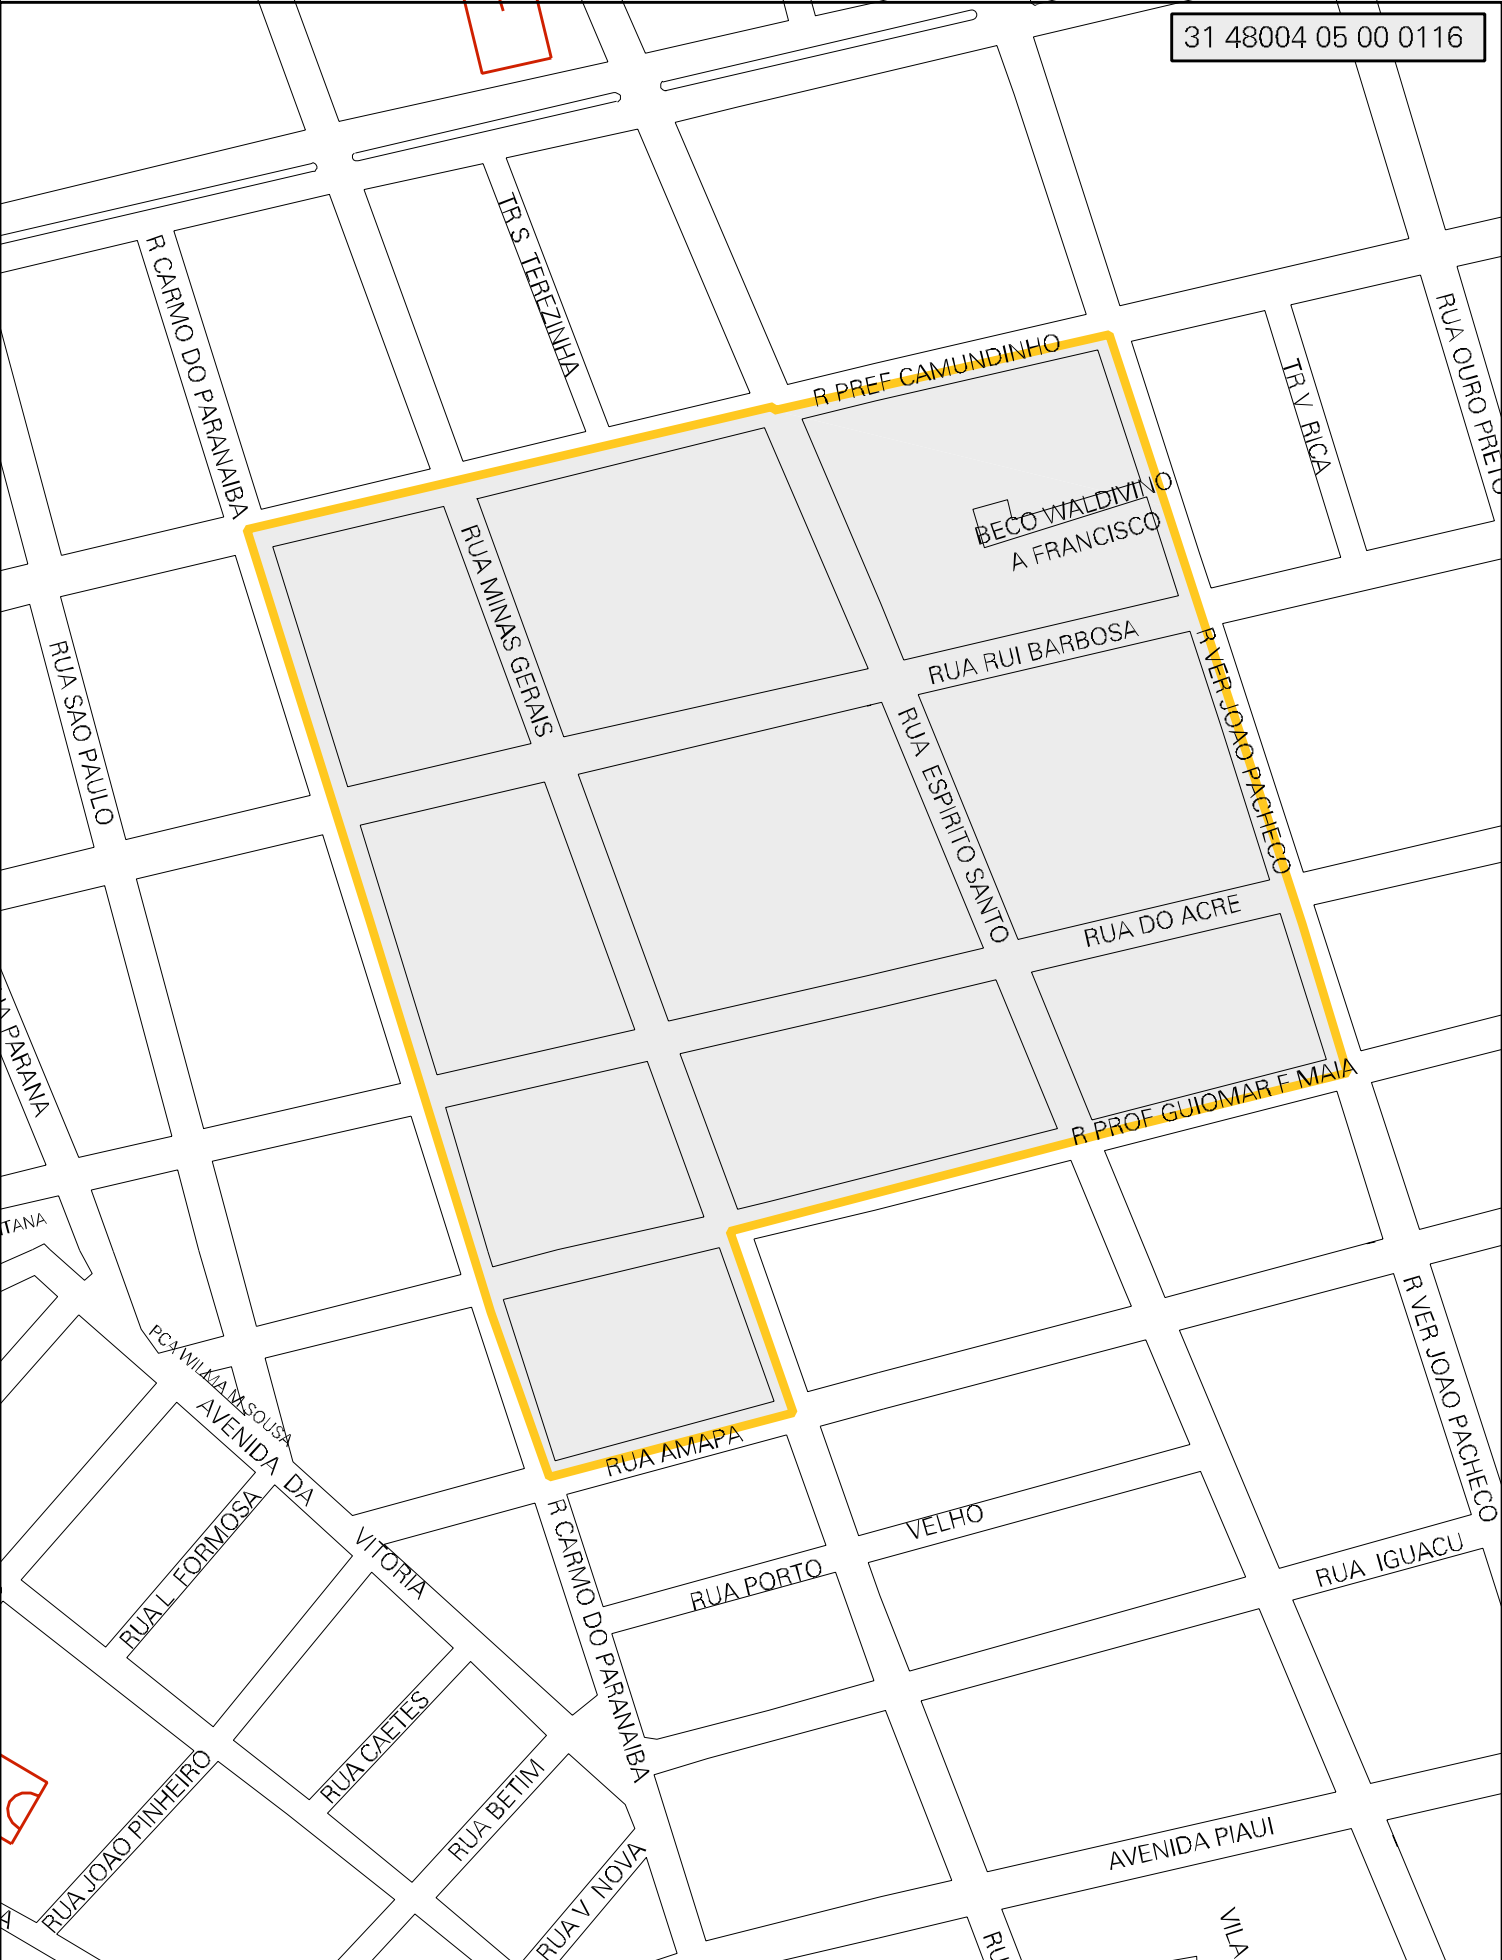 31 48004 05 00 0116
R CARMO DO PARANAIBA
TR S TEREZINHA
R PREF CAMUNDINHO
RUA OURO PRETO
TR V RICA
BECO WALDIVINO
A FRANCISCO
RUA MINAS GERAIS
RUA RUI BARBOSA
R VER JOAO PACHECO
RUA SAO PAULO
RUA ESPIRITO SANTO
RUA DO ACRE
A PARANA
R PROF GUIOMAR F MAIA
TANA
PCA WILMA M SOUSA
AVENIDA DA
VITORIA
RUA AMAPA
R VER JOAO PACHECO
RUA L FORMOSA
R CARMO DO PARANAIBA
VELHO
RUA PORTO
RUA IGUACU
RUA CAETES
RUA JOAO PINHEIRO
RUA BETIM
RUA V NOVA
AVENIDA PIAUI
A
RU
VILA